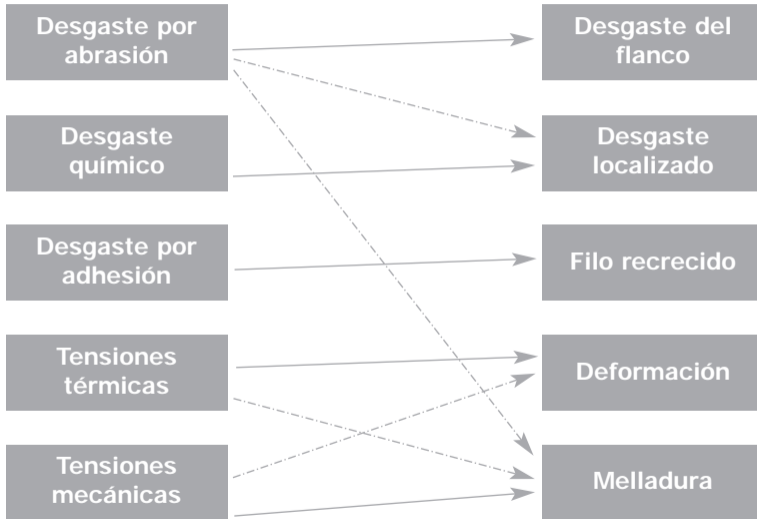 Desgaste por
abrasión
Desgaste del
flanco
Desgaste
químico
Desgaste
localizado
Desgaste por
adhesión
Filo recrecido
Tensiones
térmicas
Deformación
Tensiones
mecánicas
Melladura